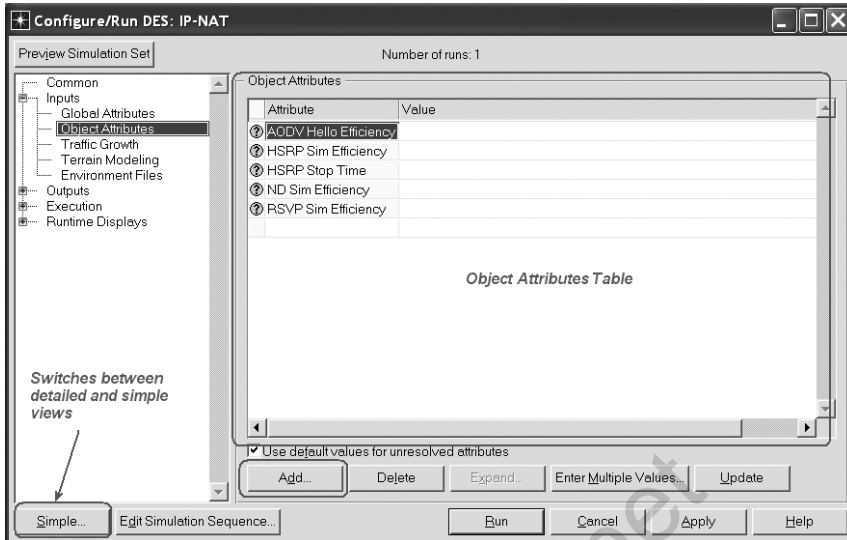 Configure/Run DES: IP-NAT
Preview Simulation Set
Number of runs: 1
Common
Inputs
Global Attributes
Object Attributes
Traffic Growth
Terrain Modeling
Environment Files
Outputs
Execution
Runtime Displays
Switches between
detailed and simple
views
Object Attributes
Attribute Value
AODV Hello Efficiency
HSRP Sim Efficiency
HSRP Stop Time
ND Sim Efficiency
RSVP Sim Efficiency
Object Attributes Table
Use default values for unresolved attributes
Add... Delete Expand... Enter Multiple Values... Update
Simple... Edit Simulation Sequence... Run Cancel Apply Help
net